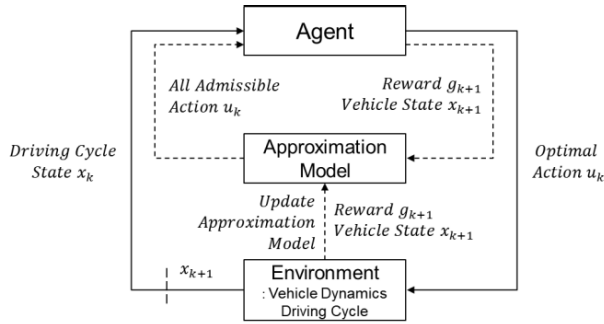 Agent
All Admissible
Action u_k
Reward g_{k+1}
Vehicle State x_{k+1}
Driving Cycle
State x_k
Approximation
Model
Optimal
Action u_k
Update
Approximation
Model
Reward g_{k+1}
Vehicle State x_{k+1}
x_{k+1}
Environment
: Vehicle Dynamics
Driving Cycle